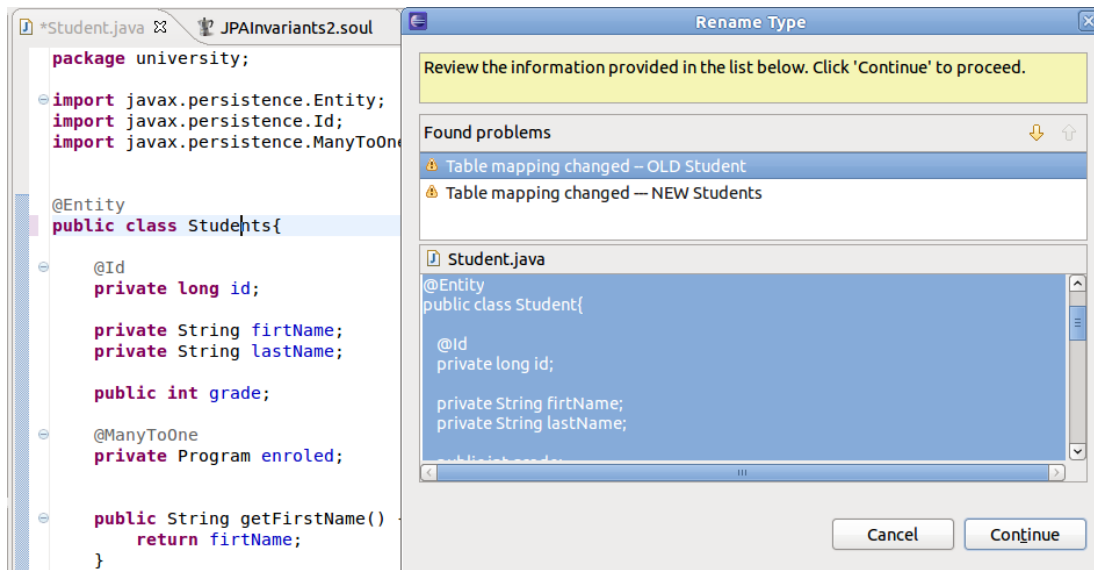 *Student.java
JPAInvariants2.soul
package university;
import javax.persistence.Entity;
import javax.persistence.Id;
import javax.persistence.ManyToOne
@Entity
public class Students{
@Id
private long id;
private String firtName;
private String lastName;
public int grade;
@ManyToOne
private Program enroled;
public String getFirstName() {
return firtName;
}
Rename Type
Review the information provided in the list below. Click 'Continue' to proceed.
Found problems
Table mapping changed -- OLD Student
Table mapping changed --- NEW Students
Student.java
@Entity
public class Student{
@Id
private long id;
private String firtName;
private String lastName;
public int grade;
Cancel
Continue